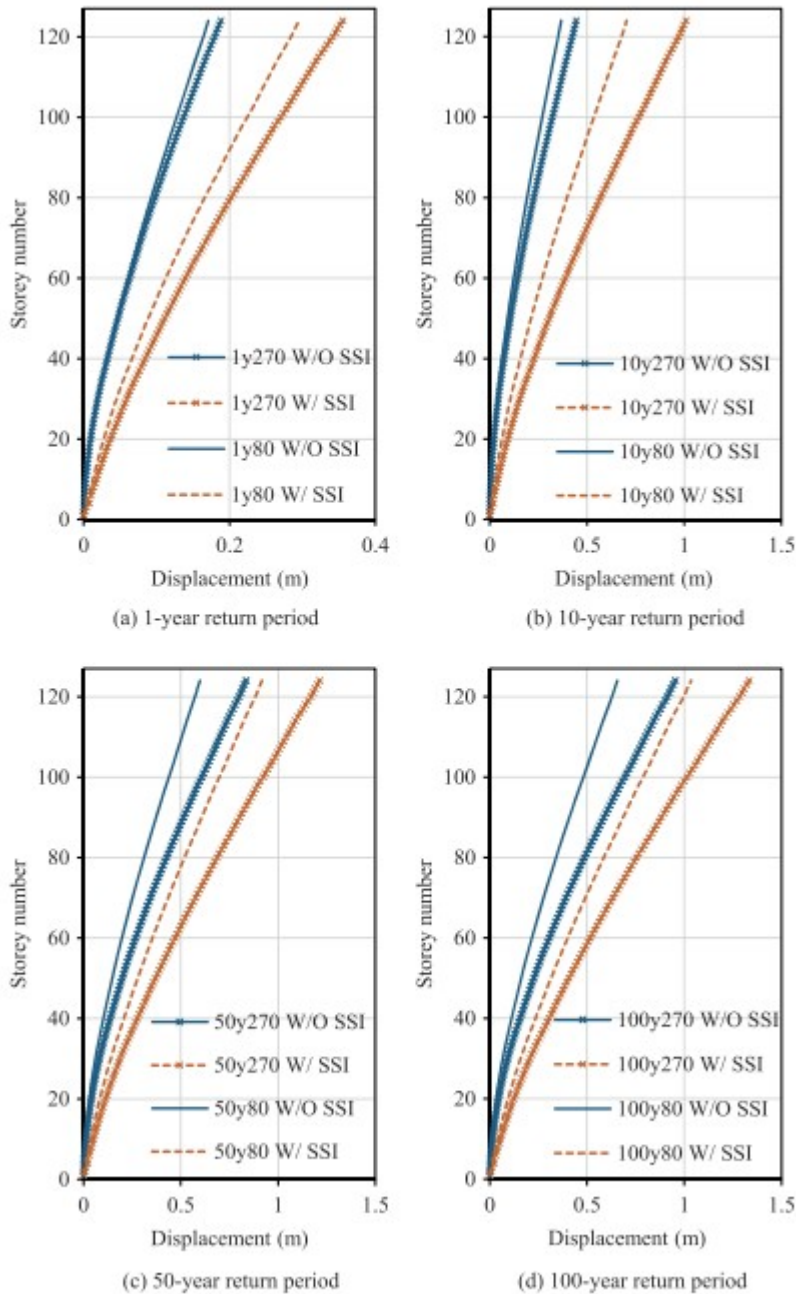 120
100
80
60
40
20
0
Storey number
1y270 W/O SSI
1y270 W/ SSI
1y80 W/O SSI
1y80 W/ SSI
0
0.2
0.4
Displacement (m)
(a) 1-year return period
120
100
80
60
40
20
0
Storey number
10y270 W/O SSI
10y270 W/ SSI
10y80 W/O SSI
10y80 W/ SSI
0
0.5
1
1.5
Displacement (m)
(b) 10-year return period
120
100
80
60
40
20
0
Storey number
50y270 W/O SSI
50y270 W/ SSI
50y80 W/O SSI
50y80 W/ SSI
0
0.5
1
1.5
Displacement (m)
(c) 50-year return period
120
100
80
60
40
20
0
Storey number
100y270 W/O SSI
100y270 W/ SSI
100y80 W/O SSI
100y80 W/ SSI
0
0.5
1
1.5
Displacement (m)
(d) 100-year return period